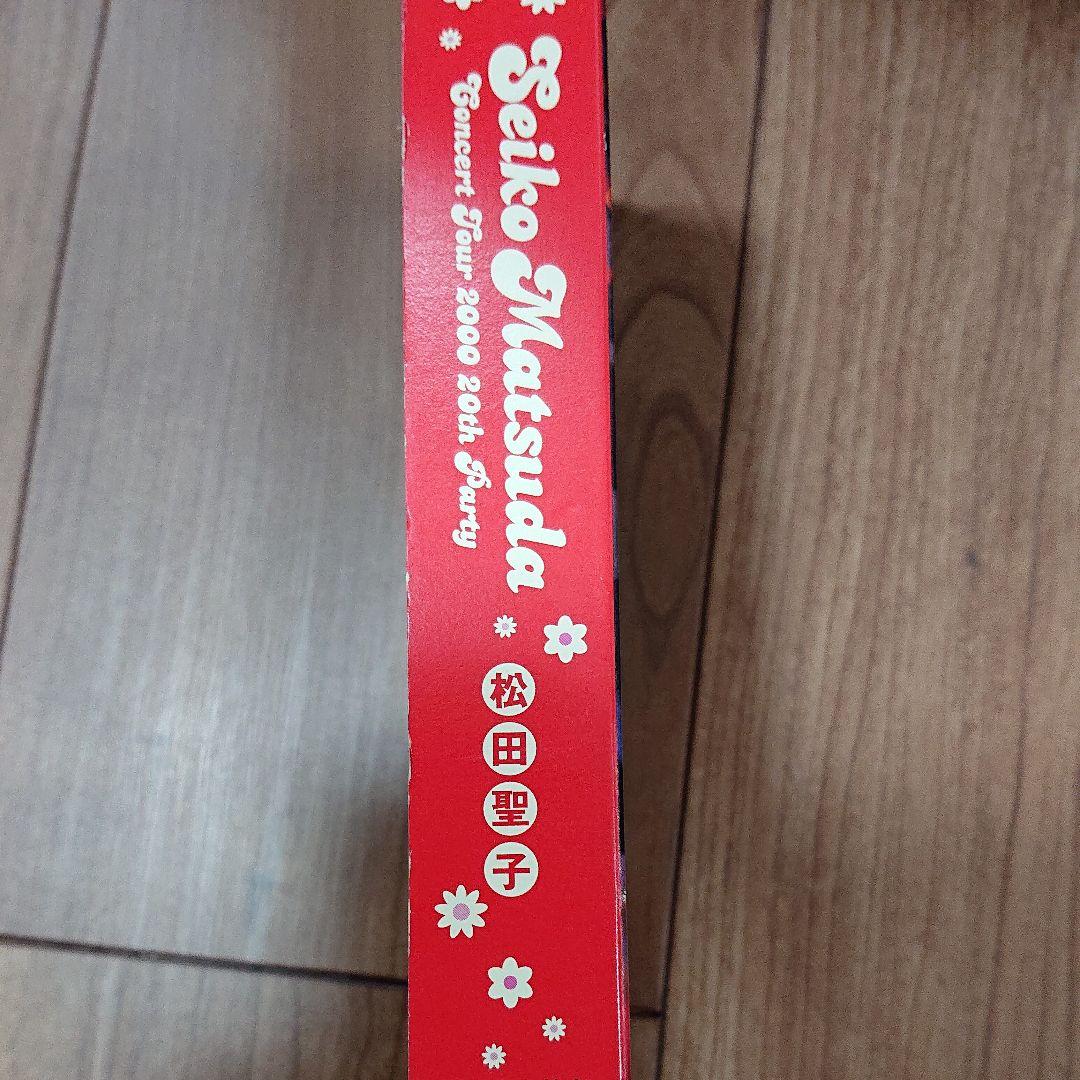 Seiko Matsuda
Concert Tour 2000 20th Party
松田聖子